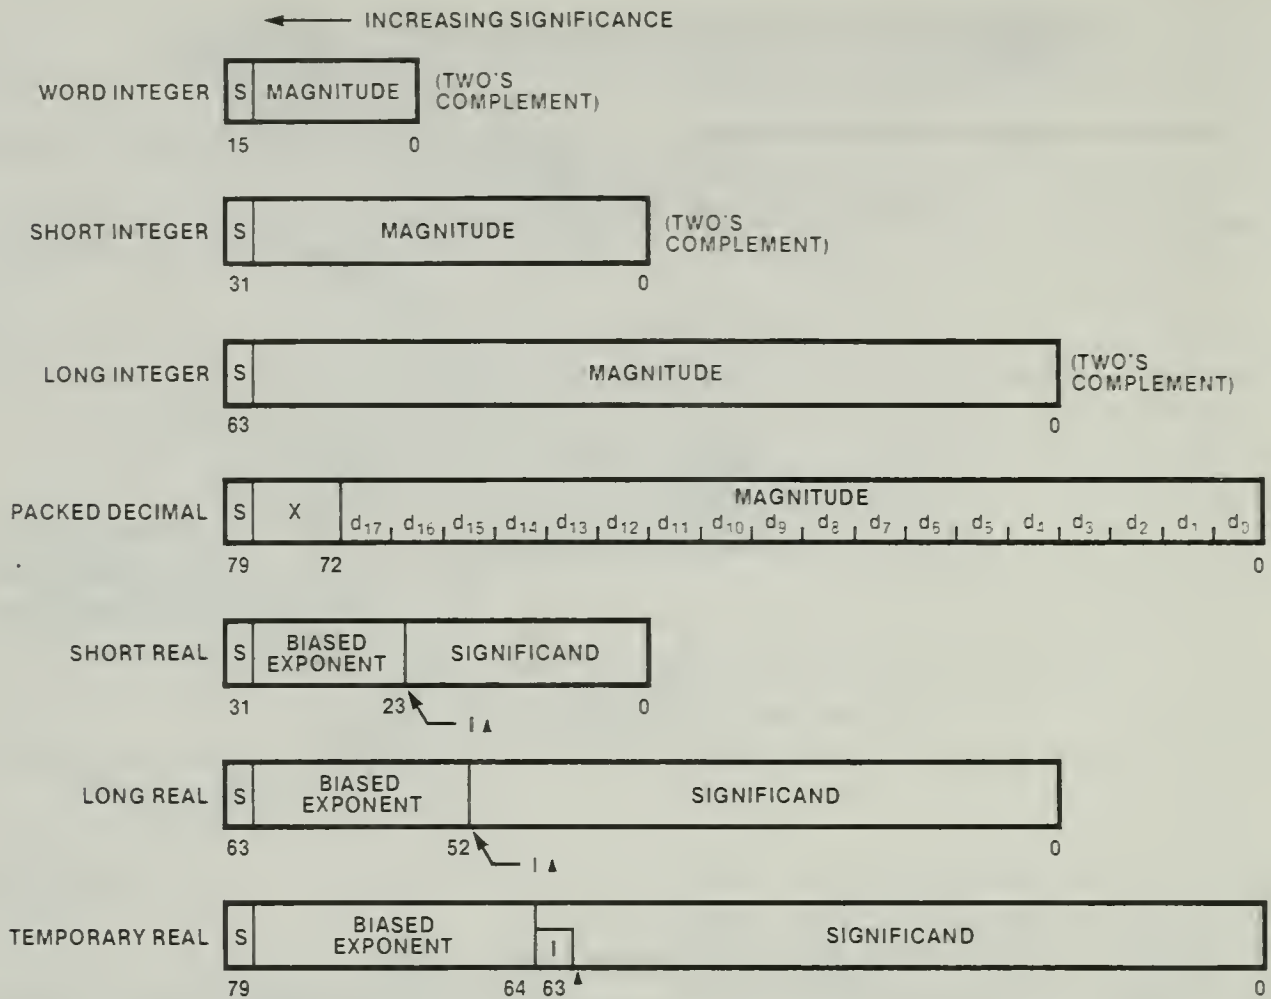 INCREASING SIGNIFICANCE
WORD INTEGER S MAGNITUDE (TWO'S COMPLEMENT)
15 0
SHORT INTEGER S MAGNITUDE (TWO'S COMPLEMENT)
31 0
LONG INTEGER S MAGNITUDE (TWO'S COMPLEMENT)
63 0
PACKED DECIMAL S X MAGNITUDE
d17 d16 d15 d14 d13 d12 d11 d10 d9 d8 d7 d6 d5 d4 d3 d2 d1 d0
79 72 0
SHORT REAL S BIASED EXPONENT SIGNIFICAND
31 23 I ▲ 0
LONG REAL S BIASED EXPONENT SIGNIFICAND
63 52 I ▲ 0
TEMPORARY REAL S BIASED EXPONENT I SIGNIFICAND
79 64 63 ▲ 0